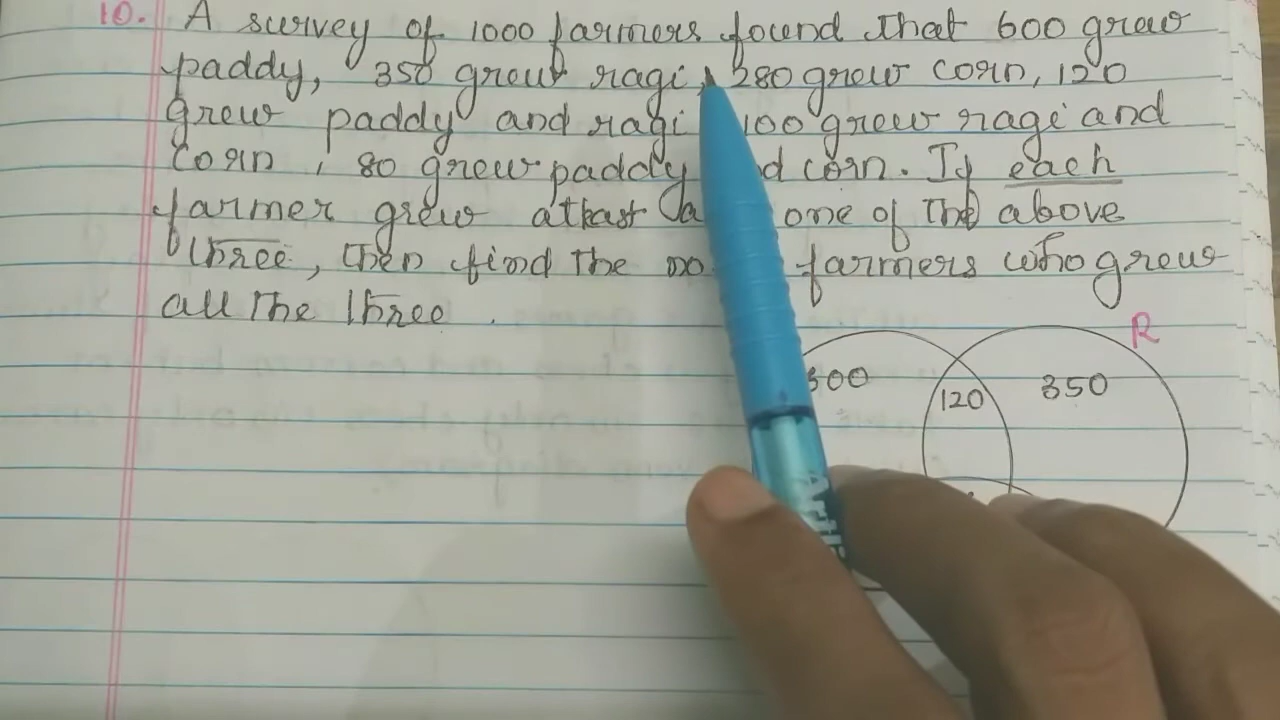 10. A survey of 1000 farmers found that 600 grew
paddy, 350 grew ragi, 280 grew corn, 120
grew paddy and ragi 100 grew ragi and
corn, 80 grew paddy corn. If each
farmer grew atleast one of the above
three, then find the farmers who grew
all the three.
R
120
350